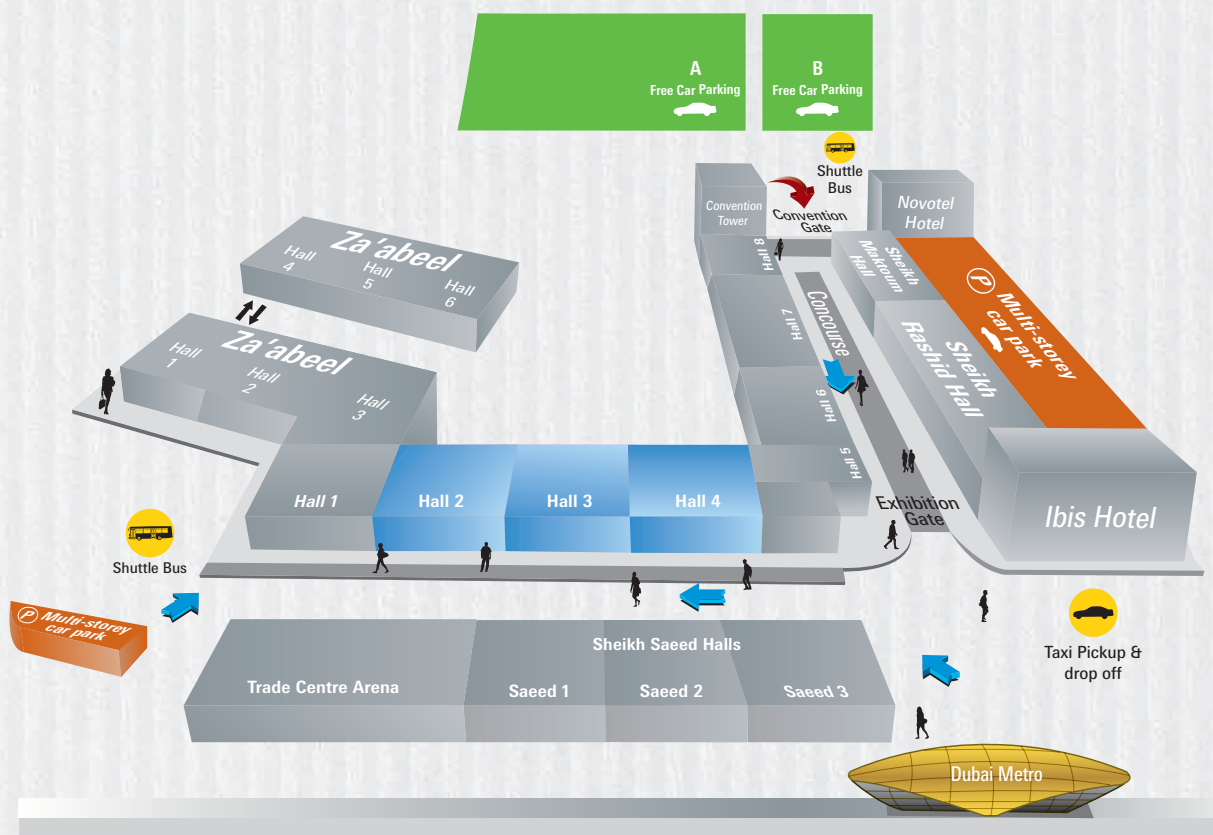 A
Free Car Parking
B
Free Car Parking
Shuttle
Bus
Convention
Tower
Convention
Gate
Novotel
Hotel
Za'abeel
Hall
4
Hall
5
Hall
6
Za'abeel
Hall
1
Hall
2
Hall
3
Hall 8
Hall 7
Hall 6
Hall 5
Concourse
Sheikh
Maktoum
Hall
Sheikh
Rashid Hall
P Multi-storey
car park
Hall 1
Hall 2
Hall 3
Hall 4
Exhibition
Gate
Ibis Hotel
Shuttle Bus
P Multi-storey
car park
Taxi Pickup &
drop off
Sheikh Saeed Halls
Trade Centre Arena
Saeed 1
Saeed 2
Saeed 3
Dubai Metro